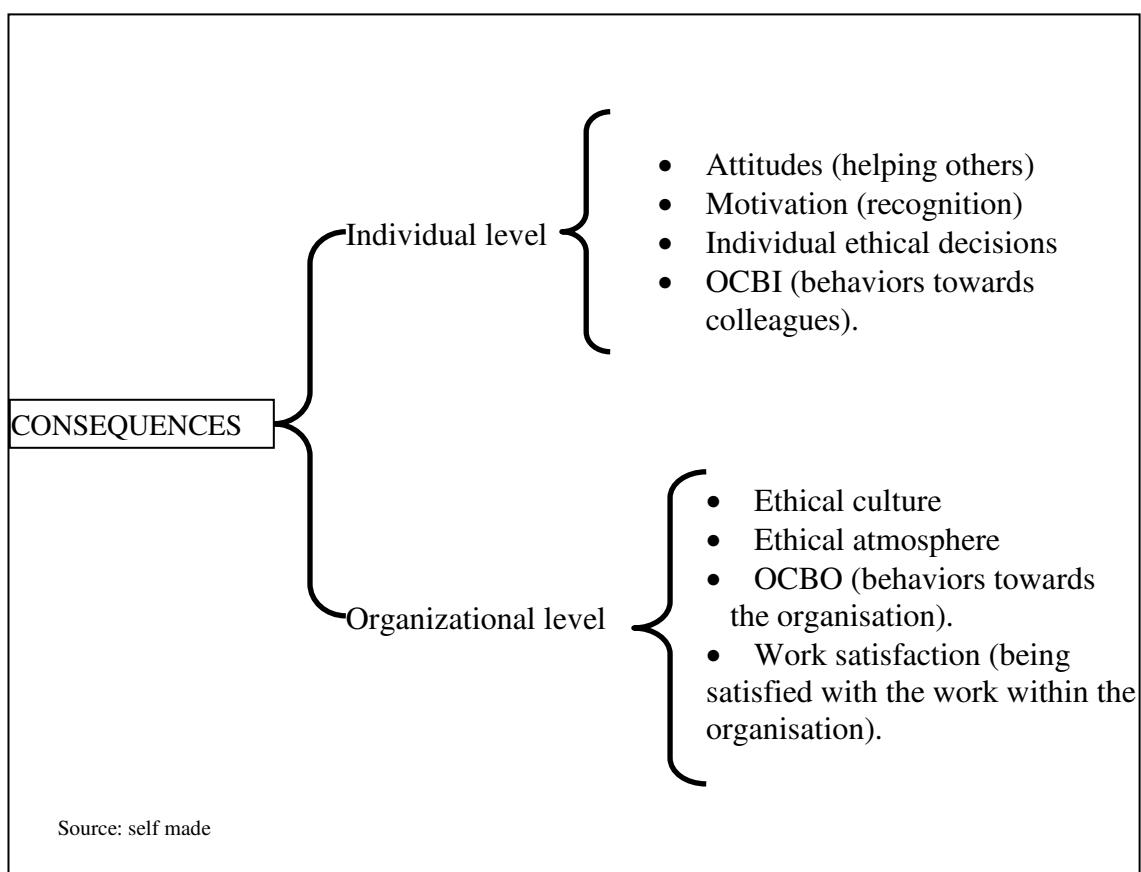 Individual level
• Attitudes (helping others)
• Motivation (recognition)
• Individual ethical decisions
• OCBI (behaviors towards
colleagues).
CONSEQUENCES
Organizational level
• Ethical culture
• Ethical atmosphere
• OCBO (behaviors towards
the organisation).
• Work satisfaction (being
satisfied with the work within the
organisation).
Source: self made